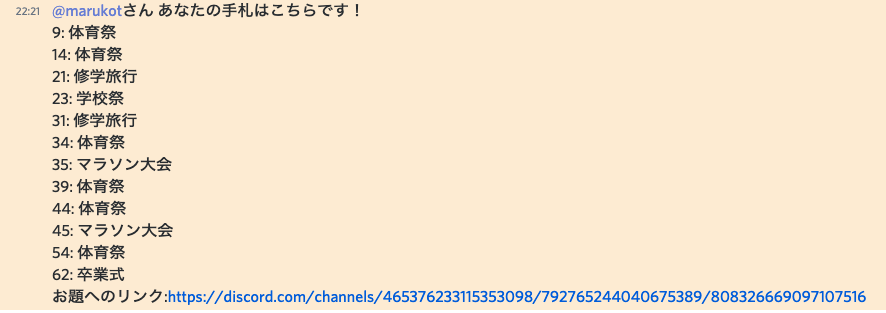 22:21 @marukotさん あなたの手札はこちらです！
9: 体育祭
14: 体育祭
21: 修学旅行
23: 学校祭
31: 修学旅行
34: 体育祭
35: マラソン大会
39: 体育祭
44: 体育祭
45: マラソン大会
54: 体育祭
62: 卒業式
お題へのリンク:https://discord.com/channels/465376233115353098/792765244040675389/808326669097107516